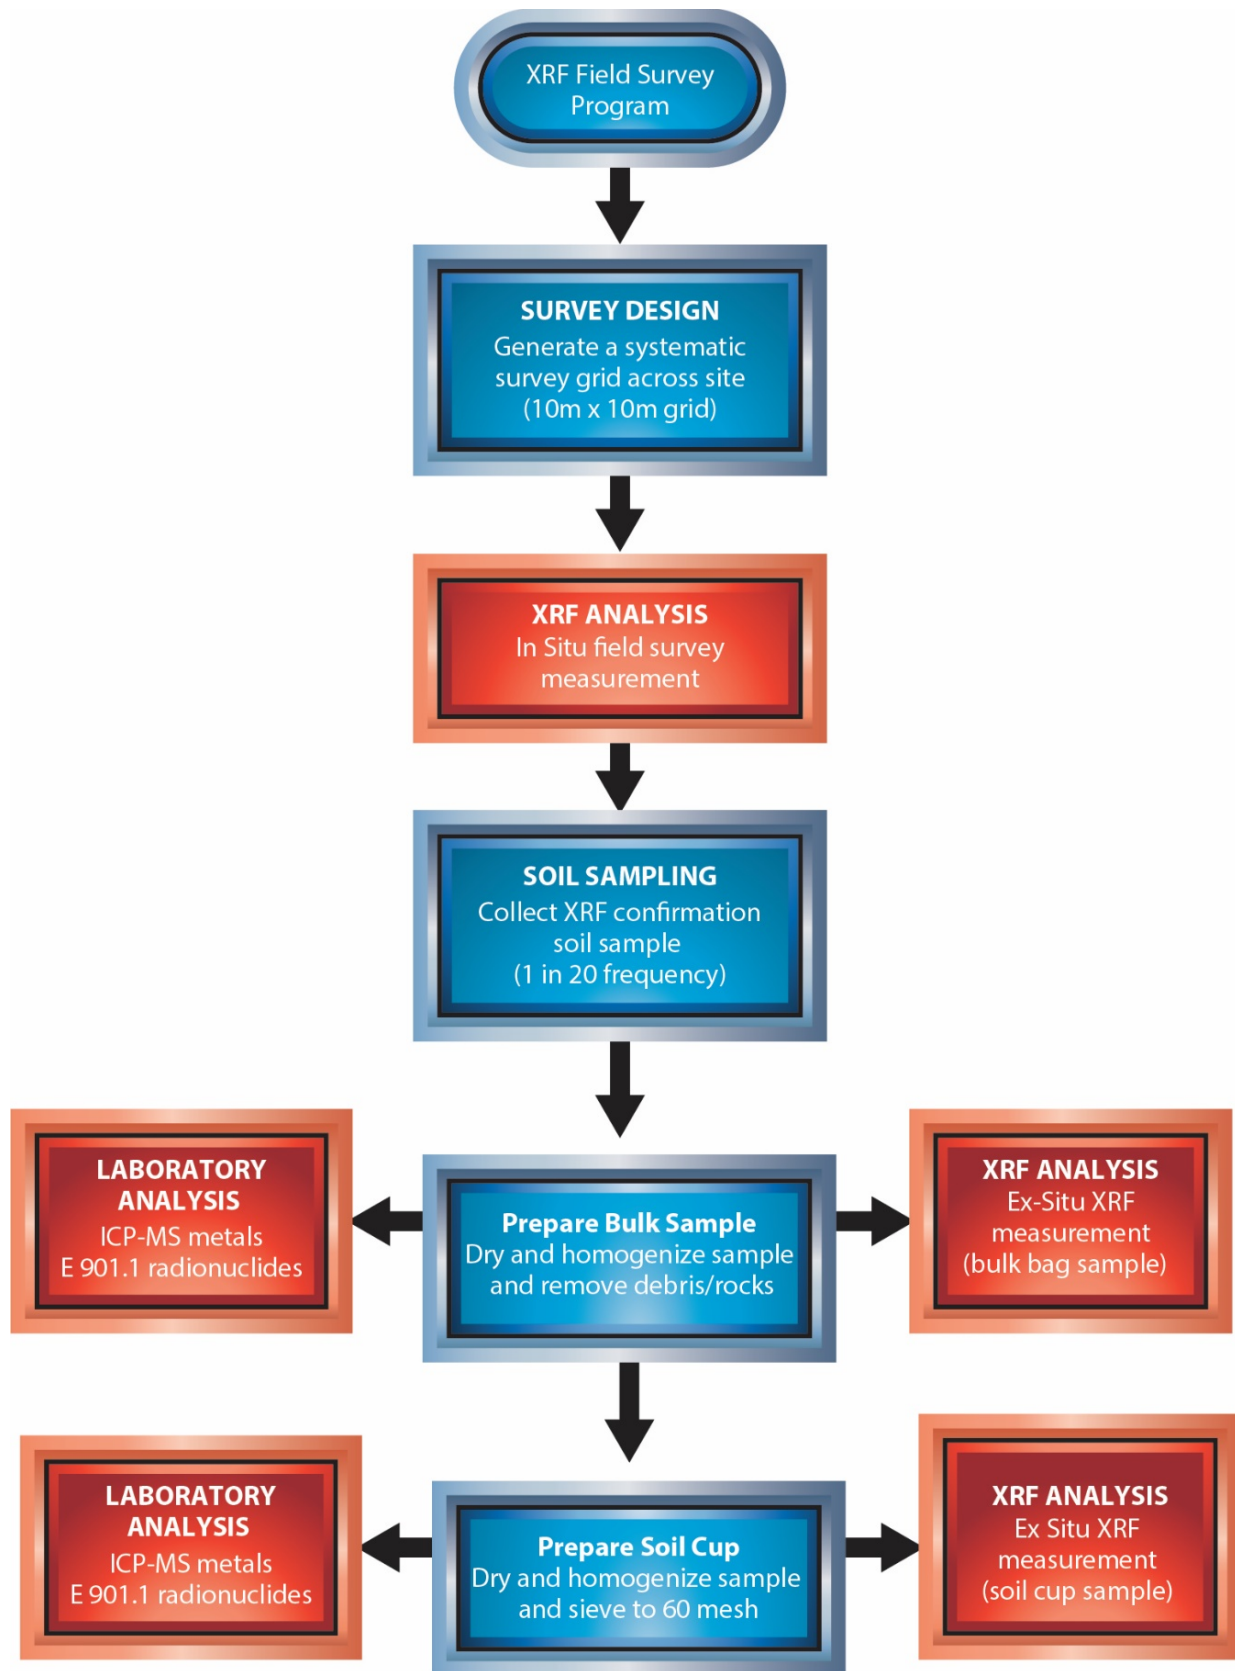 XRF Field Survey
Program
SURVEY DESIGN
Generate a systematic
survey grid across site
(10m x 10m grid)
XRF ANALYSIS
In Situ field survey
measurement
SOIL SAMPLING
Collect XRF confirmation
soil sample
(1 in 20 frequency)
LABORATORY
ANALYSIS
ICP-MS metals
E 901.1 radionuclides
Prepare Bulk Sample
Dry and homogenize sample
and remove debris/rocks
XRF ANALYSIS
Ex-Situ XRF
measurement
(bulk bag sample)
LABORATORY
ANALYSIS
ICP-MS metals
E 901.1 radionuclides
Prepare Soil Cup
Dry and homogenize sample
and sieve to 60 mesh
XRF ANALYSIS
Ex Situ XRF
measurement
(soil cup sample)